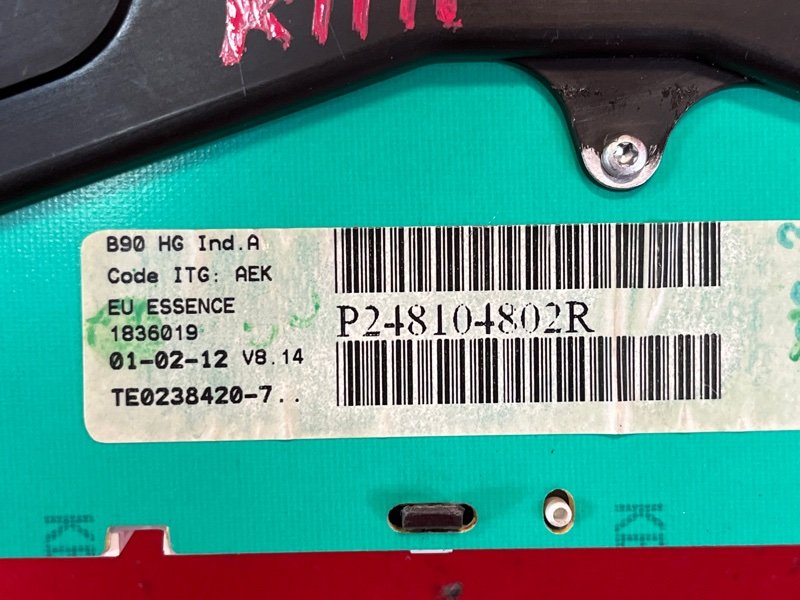 B90 HG Ind.A
Code ITG: AEK
EU ESSENCE
1836019
01-02-12 V8.14
TE0238420-7..
P248104802R